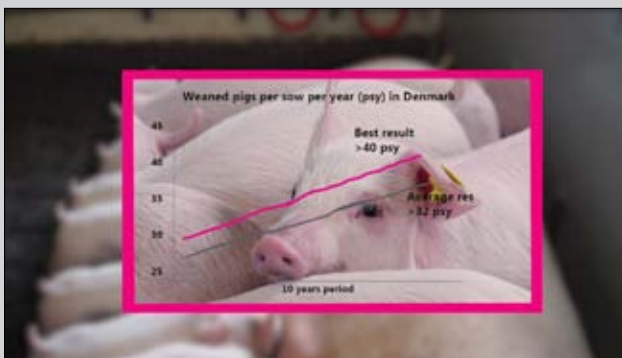 Weaned pigs per sow per year (psy) in Denmark
45
Best result
>40 psy
40
35
Average res
>32 psy
30
25
10 years period